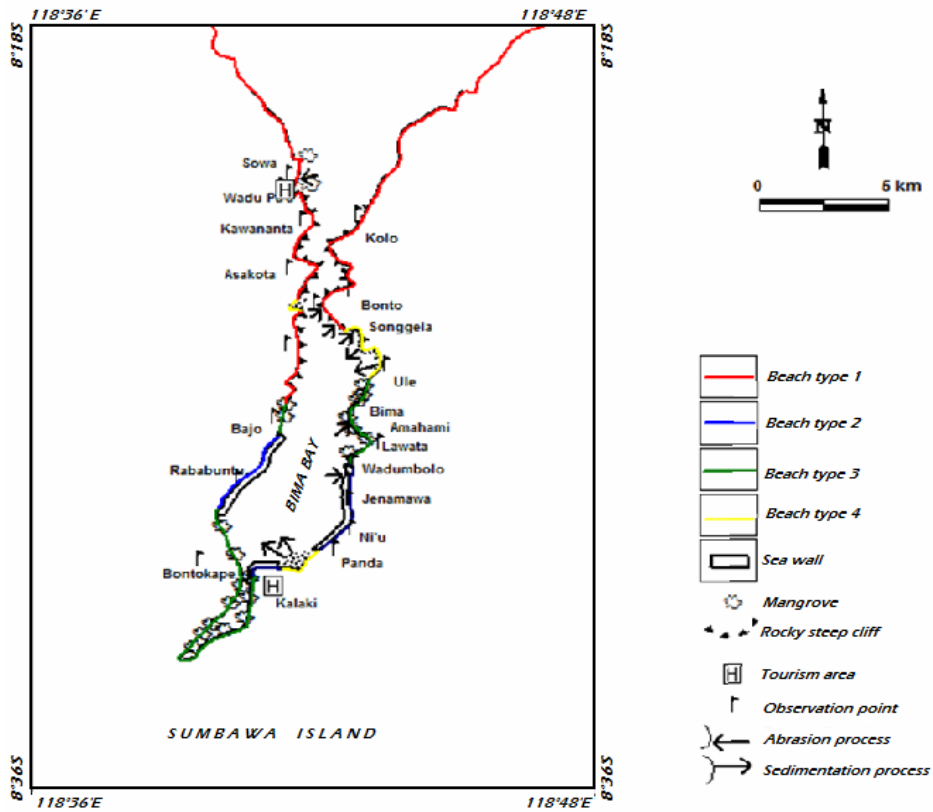 118°36' E
118°48'E
8°18S
8°18S
N
0 5 km
Sowa
H
Wadu
Kawananta
Kolo
Asakota
Bonto
Songgela
Ule
Bima
Amahami
Bajo
Lawata
BIMA BAY
Wadumbolo
Rababuntu
Jenamawa
Ni'u
Panda
Bontokape
H
Kalaki
SUMBAWA ISLAND
8°36S
8°36S
118°36'E
118°48'E
Beach type 1
Beach type 2
Beach type 3
Beach type 4
Sea wall
Mangrove
Rocky steep cliff
H Tourism area
Observation point
Abrasion process
Sedimentation process